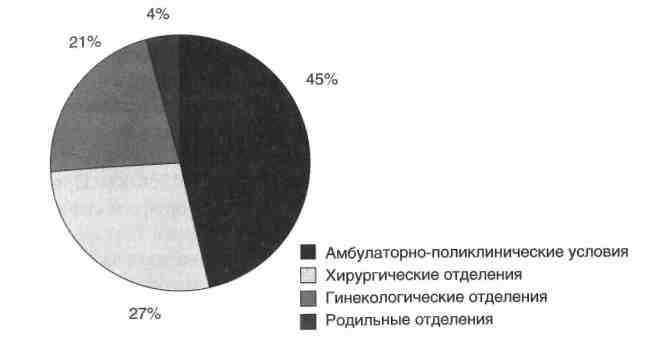 4%
21%
45%
27%
Амбулаторно-поликлинические условия
Хирургические отделения
Гинекологические отделения
Родильные отделения